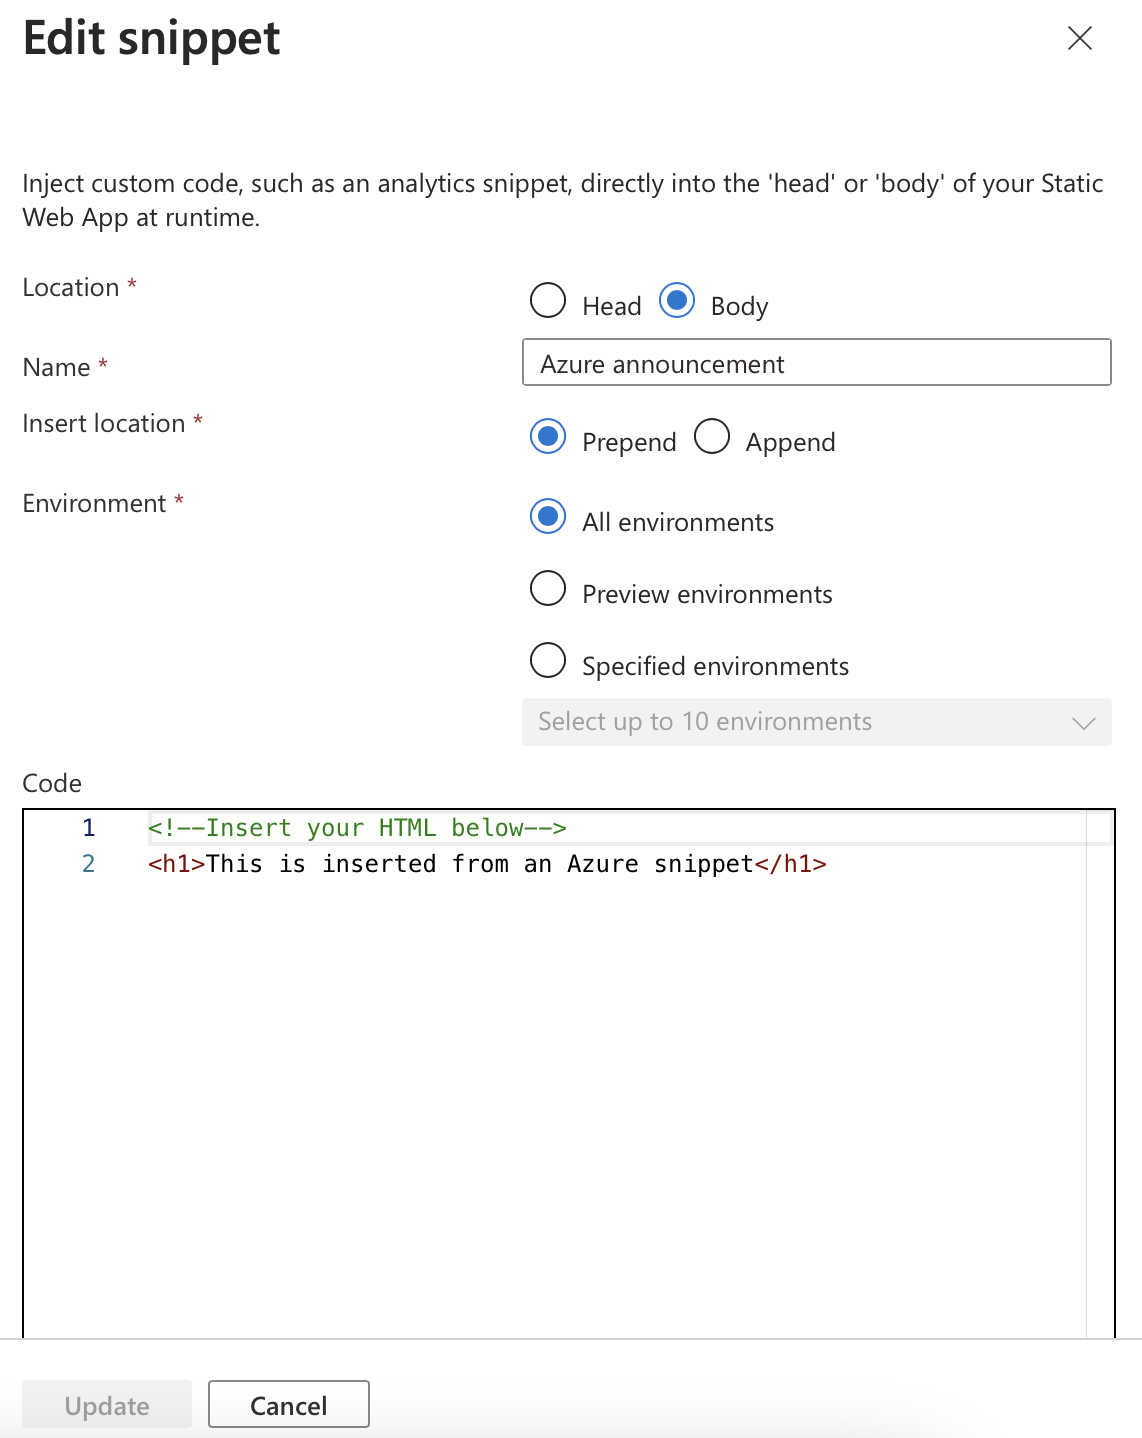 Edit snippet
Inject custom code, such as an analytics snippet, directly into the 'head' or 'body' of your Static
Web App at runtime.
Location *
Head Body
Name *
Azure announcement
Insert location *
Prepend Append
Environment *
All environments
Preview environments
Specified environments
Select up to 10 environments
Code
1 <!--Insert your HTML below-->
2 <h1>This is inserted from an Azure snippet</h1>
Update Cancel